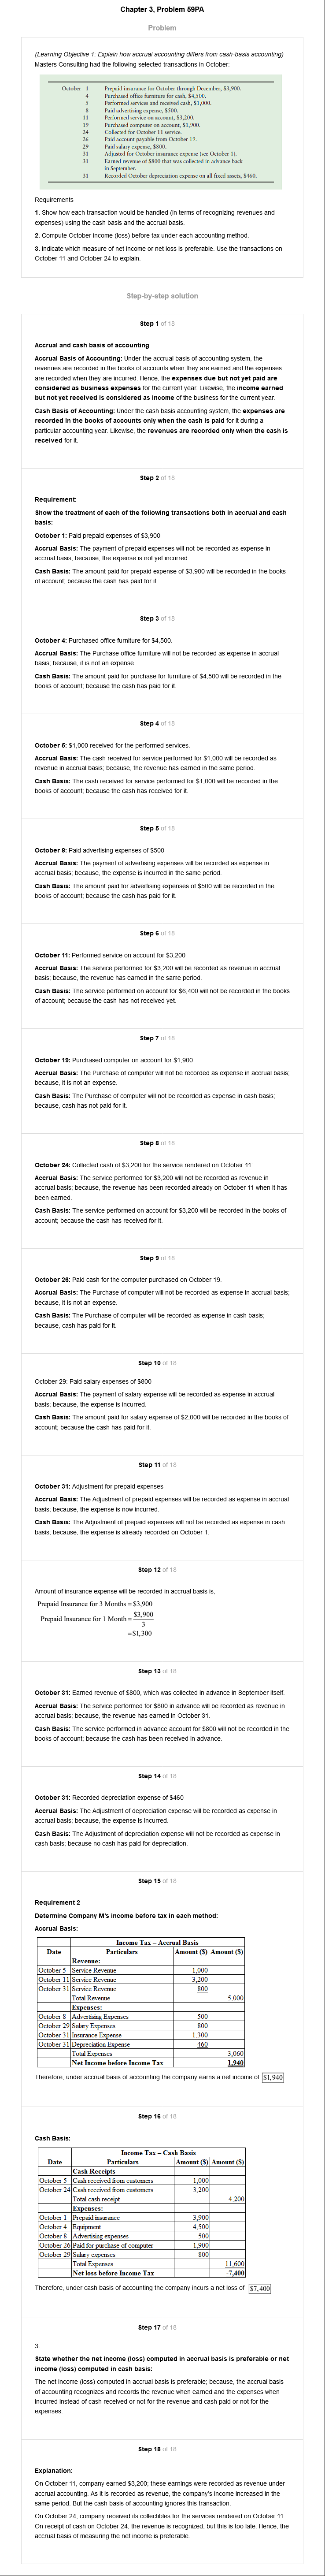 Chapter 3, Problem 59PA
Problem
(Learning Objective 1: Explain how accrual accounting differs from cash-basis accounting)
Masters Consulting had the following selected transactions in October:
October 1 Prepaid insurance for October through December, $3,900.
4 Purchased office furniture for cash, $4,500.
5 Performed services and received cash, $1,000.
8 Paid advertising expense, $500.
11 Performed service on account, $3,200.
19 Purchased computer on account, $1,900.
24 Collected for October 11 service.
26 Paid account payable from October 19.
29 Paid salary expense, $800.
31 Adjusted for October insurance expense (see October 1).
31 Earned revenue of $800 that was collected in advance back
in September.
31 Recorded October depreciation expense on all fixed assets, $460.
Requirements
1. Show how each transaction would be handled (in terms of recognizing revenues and
expenses) using the cash basis and the accrual basis.
2. Compute October income (loss) before tax under each accounting method.
3. Indicate which measure of net income or net loss is preferable. Use the transactions on
October 11 and October 24 to explain.
Step-by-step solution
Step 1 of 18
Accrual and cash basis of accounting
Accrual Basis of Accounting: Under the accrual basis of accounting system, the
revenues are recorded in the books of accounts when they are earned and the expenses
are recorded when they are incurred. Hence, the expenses due but not yet paid are
considered as business expenses for the current year. Likewise, the income earned
but not yet received is considered as income of the business for the current year.
Cash Basis of Accounting: Under the cash basis accounting system, the expenses are
recorded in the books of accounts only when the cash is paid for it during a
particular accounting year. Likewise, the revenues are recorded only when the cash is
received for it.
Step 2 of 18
Requirement:
Show the treatment of each of the following transactions both in accrual and cash
basis:
October 1: Paid prepaid expenses of $3,900
Accrual Basis: The payment of prepaid expenses will not be recorded as expense in
accrual basis; because, the expense is not yet incurred.
Cash Basis: The amount paid for prepaid expense of $3,900 will be recorded in the books
of account; because the cash has paid for it.
Step 3 of 18
October 4: Purchased office furniture for $4,500.
Accrual Basis: The Purchase office furniture will not be recorded as expense in accrual
basis; because, it is not an expense.
Cash Basis: The amount paid for purchase for furniture of $4,500 will be recorded in the
books of account; because the cash has paid for it.
Step 4 of 18
October 5: $1,000 received for the performed services.
Accrual Basis: The cash received for service performed for $1,000 will be recorded as
revenue in accrual basis; because, the revenue has earned in the same period.
Cash Basis: The cash received for service performed for $1,000 will be recorded in the
books of account; because the cash has received for it.
Step 5 of 18
October 8: Paid advertising expenses of $500
Accrual Basis: The payment of advertising expenses will be recorded as expense in
accrual basis; because, the expense is incurred in the same period.
Cash Basis: The amount paid for advertising expenses of $500 will be recorded in the
books of account; because the cash has paid for it.
Step 6 of 18
October 11: Performed service on account for $3,200
Accrual Basis: The service performed for $3,200 will be recorded as revenue in accrual
basis; because, the revenue has earned in the same period.
Cash Basis: The service performed on account for $6,400 will not be recorded in the books
of account; because the cash has not received yet.
Step 7 of 18
October 19: Purchased computer on account for $1,900
Accrual Basis: The Purchase of computer will not be recorded as expense in accrual basis;
because, it is not an expense.
Cash Basis: The Purchase of computer will not be recorded as expense in cash basis;
because, cash has not paid for it.
Step 8 of 18
October 24: Collected cash of $3,200 for the service rendered on October 11:
Accrual Basis: The service performed for $3,200 will not be recorded as revenue in
accrual basis; because, the revenue has been recorded already on October 11 when it has
been earned.
Cash Basis: The service performed on account for $3,200 will be recorded in the books of
account; because the cash has received for it.
Step 9 of 18
October 26: Paid cash for the computer purchased on October 19.
Accrual Basis: The Purchase of computer will not be recorded as expense in accrual basis;
because, it is not an expense.
Cash Basis: The Purchase of computer will be recorded as expense in cash basis;
because, cash has paid for it.
Step 10 of 18
October 29: Paid salary expenses of $800
Accrual Basis: The payment of salary expense will be recorded as expense in accrual
basis; because, the expense is incurred.
Cash Basis: The amount paid for salary expense of $2,000 will be recorded in the books of
account; because the cash has paid for it.
Step 11 of 18
October 31: Adjustment for prepaid expenses
Accrual Basis: The Adjustment of prepaid expenses will be recorded as expense in accrual
basis; because, the expense is now incurred.
Cash Basis: The Adjustment of prepaid expenses will not be recorded as expense in cash
basis; because, the expense is already recorded on October 1.
Step 12 of 18
Amount of insurance expense will be recorded in accrual basis is,
Prepaid Insurance for 3 Months = $3,900
Prepaid Insurance for 1 Month = $3,900 / 3
= $1,300
Step 13 of 18
October 31: Earned revenue of $800, which was collected in advance in September itself.
Accrual Basis: The service performed for $800 in advance will be recorded as revenue in
accrual basis; because, the revenue has earned in October 31.
Cash Basis: The service performed in advance account for $800 will not be recorded in the
books of account; because the cash has been received in advance.
Step 14 of 18
October 31: Recorded depreciation expense of $460
Accrual Basis: The Adjustment of depreciation expense will be recorded as expense in
accrual basis; because, the expense is incurred.
Cash Basis: The Adjustment of depreciation expense will not be recorded as expense in
cash basis; because no cash has paid for depreciation.
Step 15 of 18
Requirement 2
Determine Company M's income before tax in each method:
Accrual Basis:
Income Tax – Accrual Basis
Date Particulars Amount ($) Amount ($)
Revenue:
October 5 Service Revenue 1,000
October 11 Service Revenue 3,200
October 31 Service Revenue 800
Total Revenue 5,000
Expenses:
October 8 Advertising Expenses 500
October 29 Salary Expenses 800
October 31 Insurance Expense 1,300
October 31 Depreciation Expense 460
Total Expenses 3,060
Net Income before Income Tax 1,940
Therefore, under accrual basis of accounting the company earns a net income of $1,940.
Step 16 of 18
Cash Basis:
Income Tax – Cash Basis
Date Particulars Amount ($) Amount ($)
Cash Receipts
October 5 Cash received from customers 1,000
October 24 Cash received from customers 3,200
Total cash receipt 4,200
Expenses:
October 1 Prepaid insurance 3,900
October 4 Equipment 4,500
October 8 Advertising expenses 500
October 26 Paid for purchase of computer 1,900
October 29 Salary expenses 800
Total Expenses 11,600
Net loss before Income Tax -7,400
Therefore, under cash basis of accounting the company incurs a net loss of $7,400
Step 17 of 18
3.
State whether the net income (loss) computed in accrual basis is preferable or net
income (loss) computed in cash basis:
The net income (loss) computed in accrual basis is preferable; because, the accrual basis
of accounting recognizes and records the revenue when earned and the expenses when
incurred instead of cash received or not for the revenue and cash paid or not for the
expenses.
Step 18 of 18
Explanation:
On October 11, company earned $3,200; these earnings were recorded as revenue under
accrual accounting. As it is recorded as revenue, the company's income increased in the
same period. But the cash basis of accounting ignores this transaction.
On October 24, company received its collectibles for the services rendered on October 11.
On receipt of cash on October 24, the revenue is recognized, but this is too late. Hence, the
accrual basis of measuring the net income is preferable.